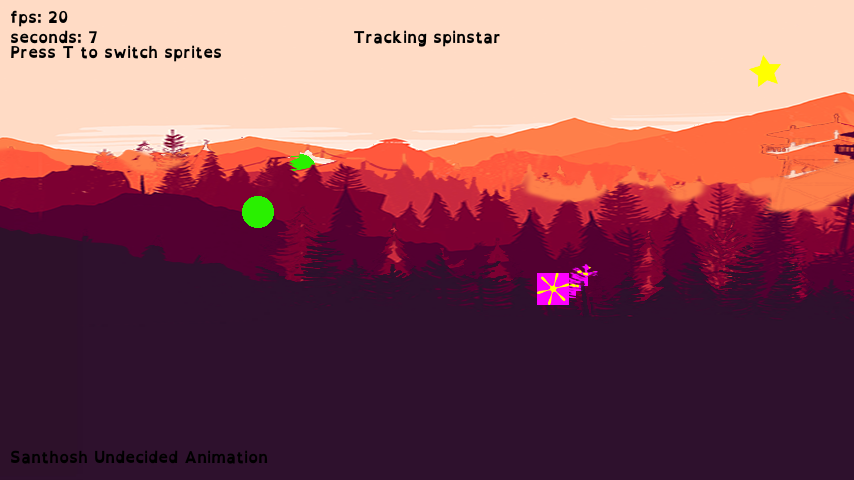 fps: 20
seconds: 7
Press T to switch sprites
Tracking spinstar
Santhosh Undecided Animation